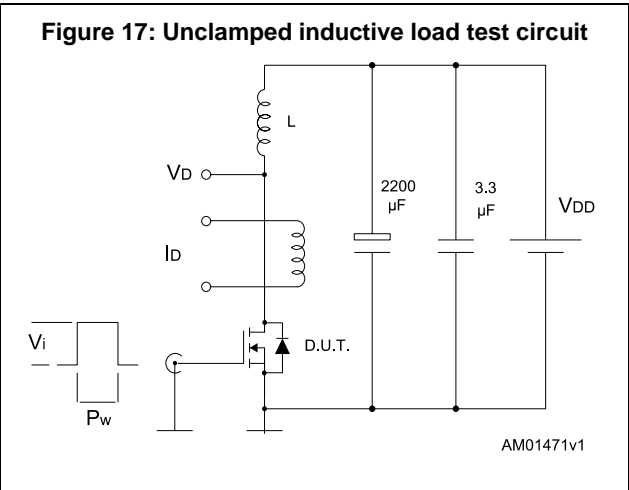 Figure 17: Unclamped inductive load test circuit
L
VD
2200
µF
3.3
µF
VDD
ID
Vi
D.U.T.
Pw
AM01471v1